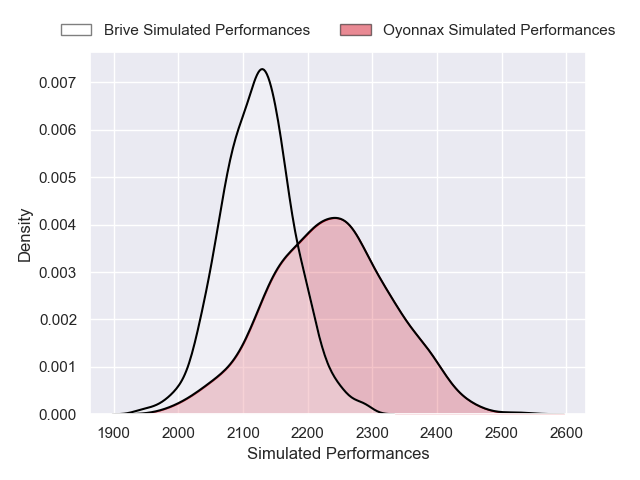 Brive Simulated Performances
Oyonnax Simulated Performances
0.007
0.006
0.005
0.004
0.003
0.002
0.001
0.000
Density
1900 2000 2100 2200 2300 2400 2500 2600
Simulated Performances